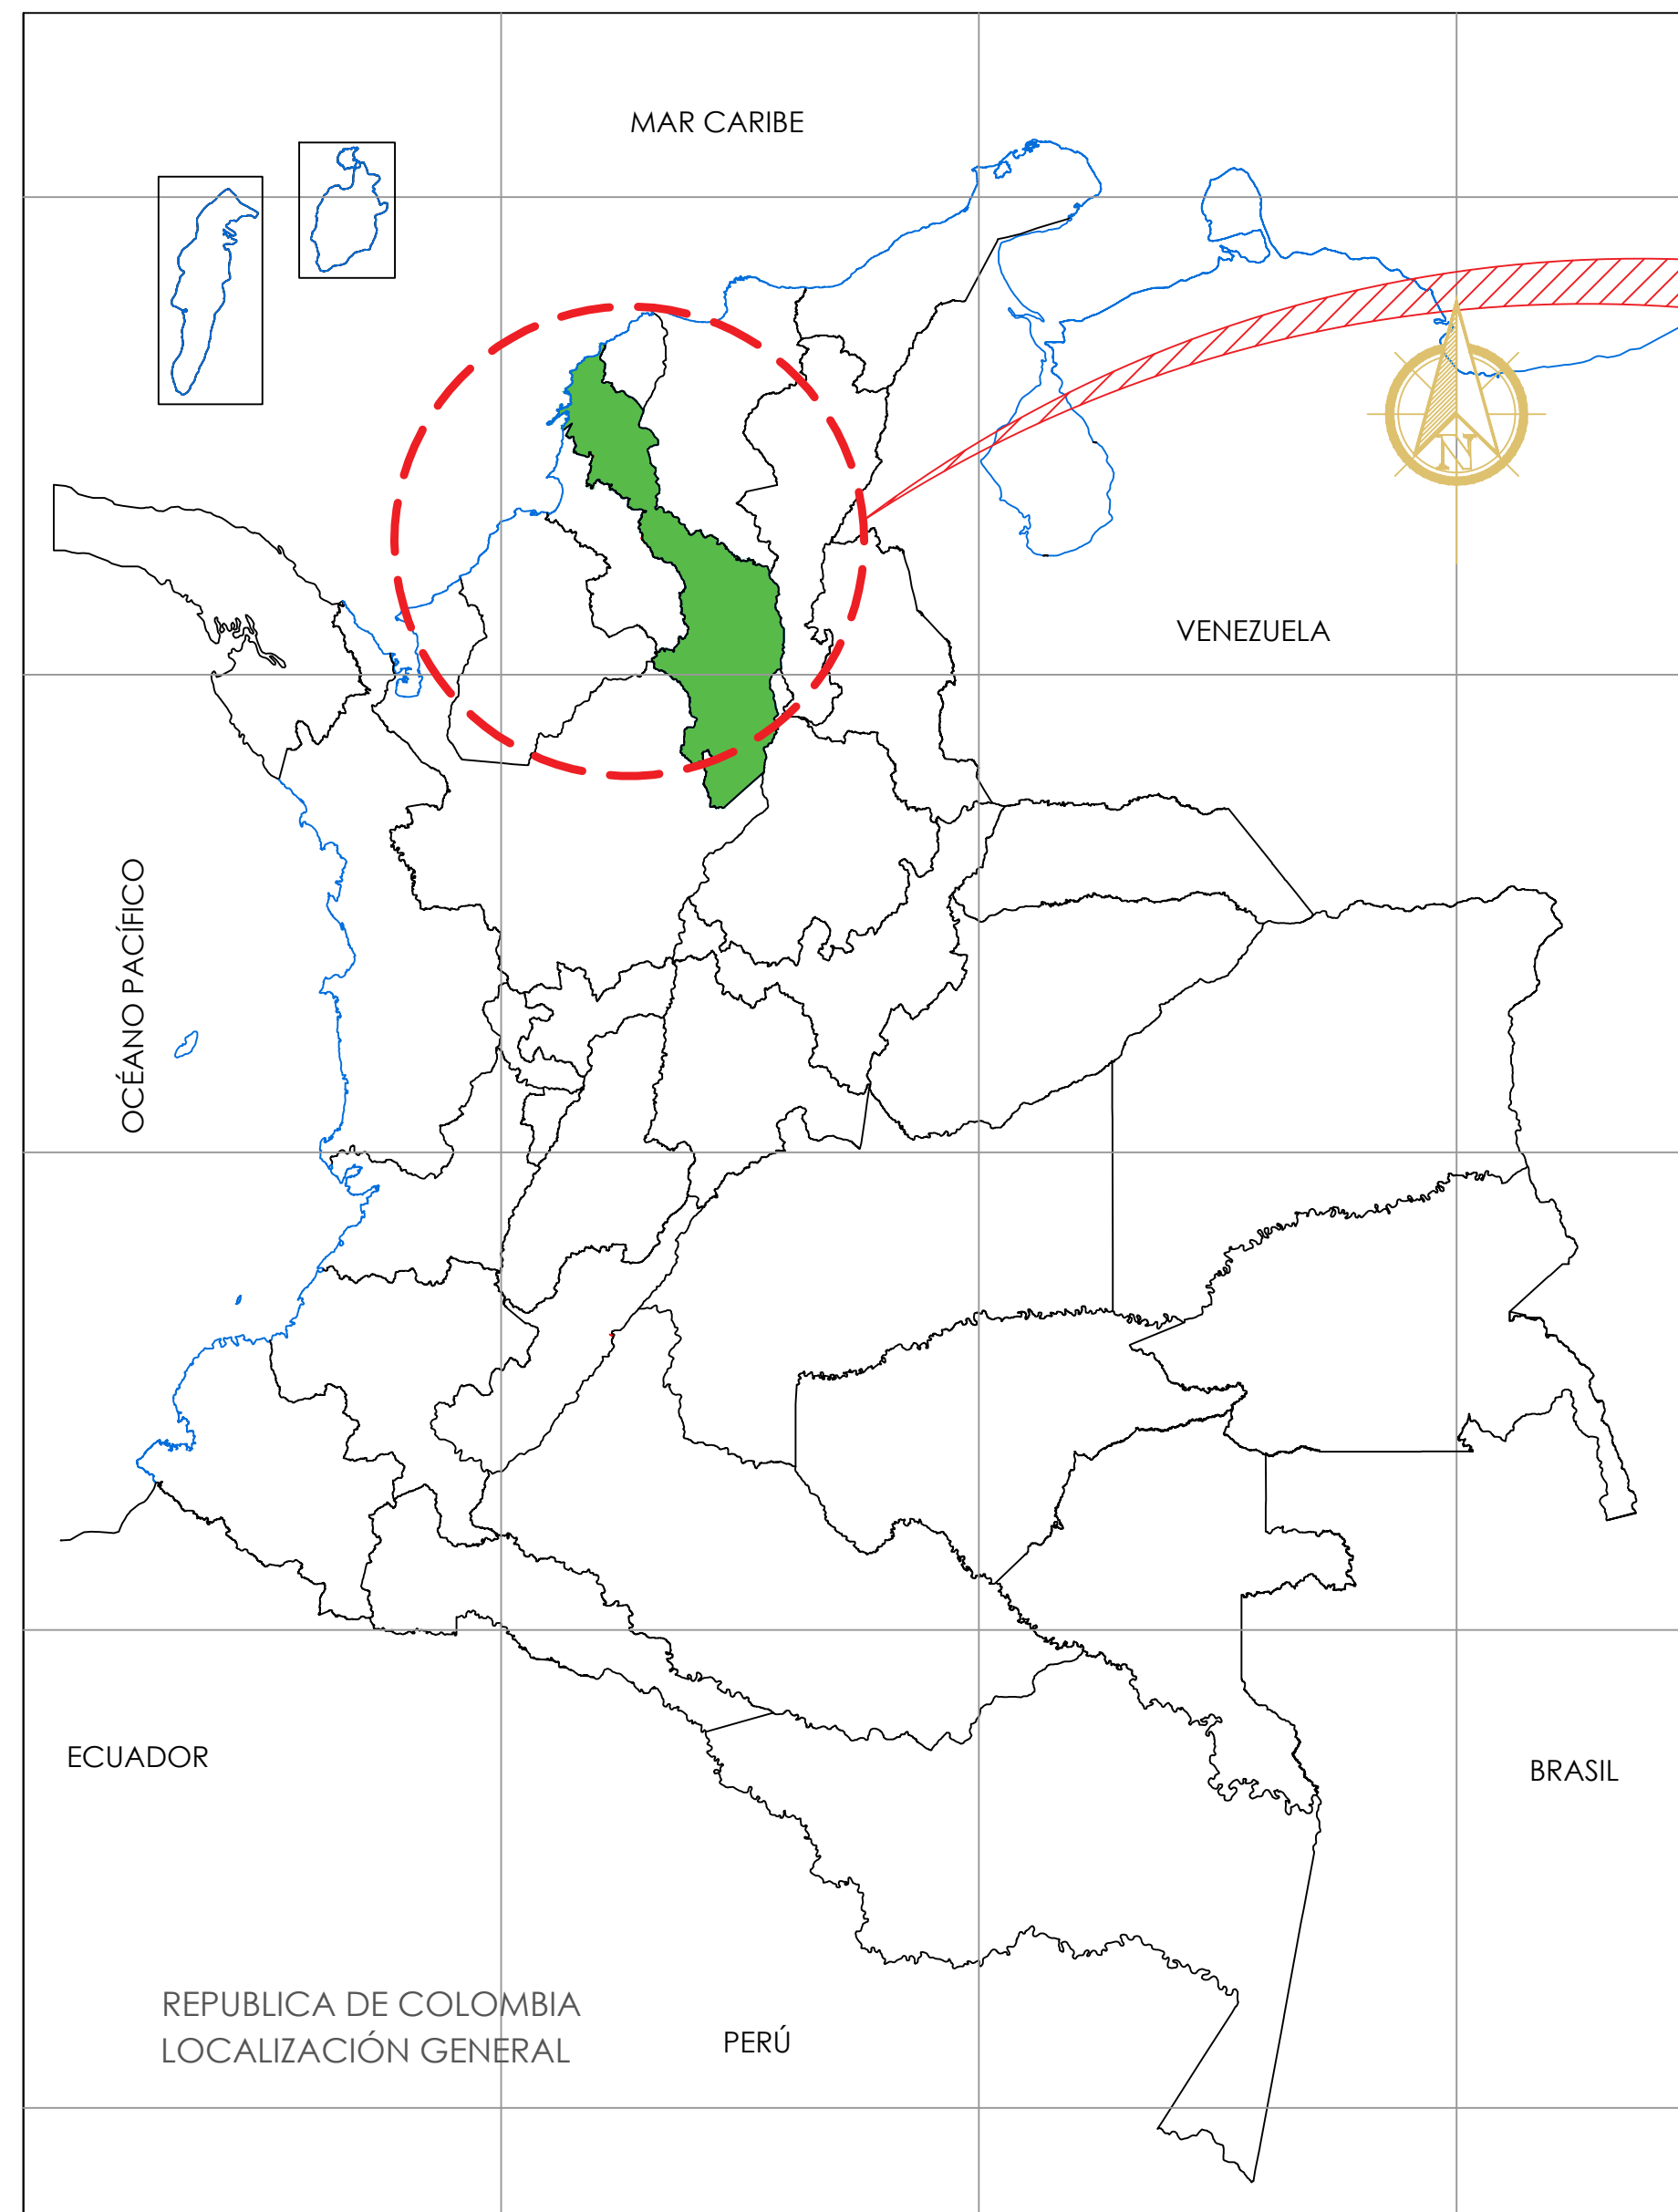 MAR CARIBE
VENEZUELA
OCÉANO PACÍFICO
ECUADOR
BRASIL
REPUBLICA DE COLOMBIA
LOCALIZACIÓN GENERAL
PERÚ
N